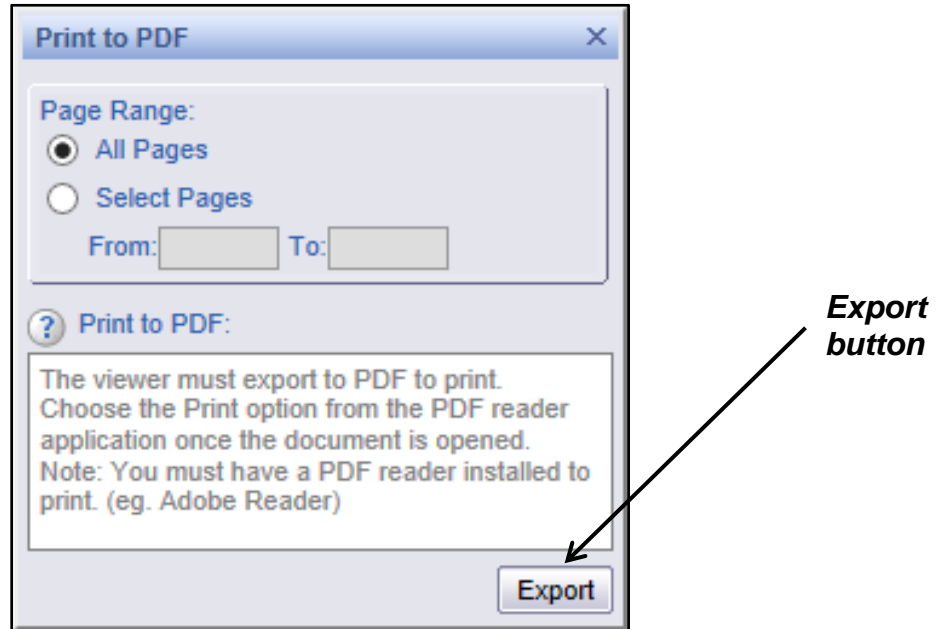 Print to PDF
Page Range:
All Pages
Select Pages
From: To:
Print to PDF:
The viewer must export to PDF to print.
Choose the Print option from the PDF reader
application once the document is opened.
Note: You must have a PDF reader installed to
print. (eg. Adobe Reader)
Export
Export
button